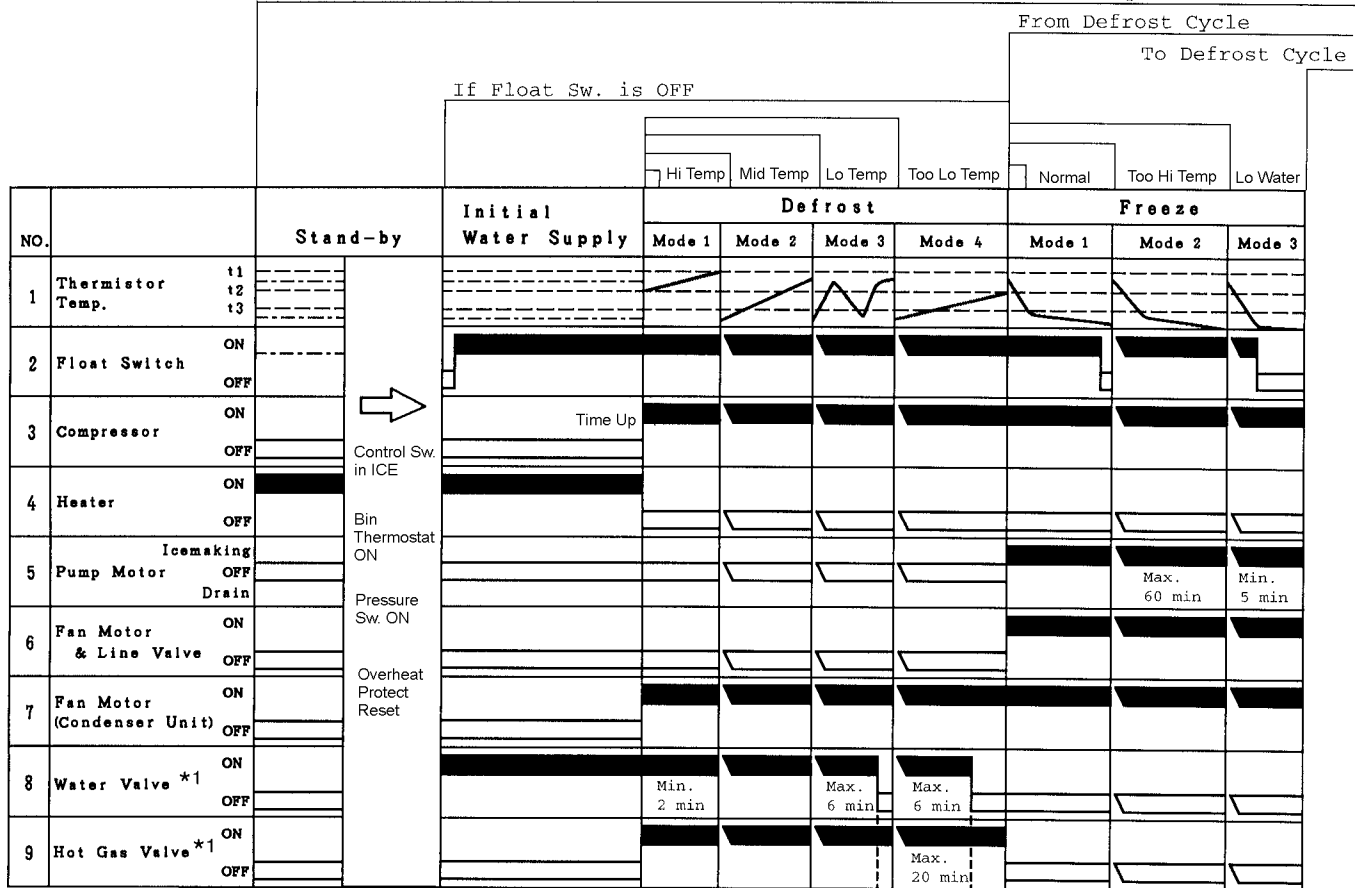 From Defrost Cycle
To Defrost Cycle
If Float Sw. is OFF
Hi Temp Mid Temp Lo Temp Too Lo Temp Normal Too Hi Temp Lo Water
NO. Stand-by Initial Water Supply Defrost Freeze
Mode 1 Mode 2 Mode 3 Mode 4 Mode 1 Mode 2 Mode 3
1 Thermistor Temp. t1 t2 t3
2 Float Switch ON OFF
3 Compressor ON OFF
Time Up
Control Sw. in ICE
4 Heater ON OFF
Bin Thermostat ON
5 Pump Motor Icemaking OFF Drain
Max. 60 min
Min. 5 min
Pressure Sw. ON
6 Fan Motor & Line Valve ON OFF
Overheat Protect Reset
7 Fan Motor (Condenser Unit) ON OFF
8 Water Valve *1 ON OFF
Min. 2 min
Max. 6 min
Max. 6 min
9 Hot Gas Valve *1 ON OFF
Max. 20 min